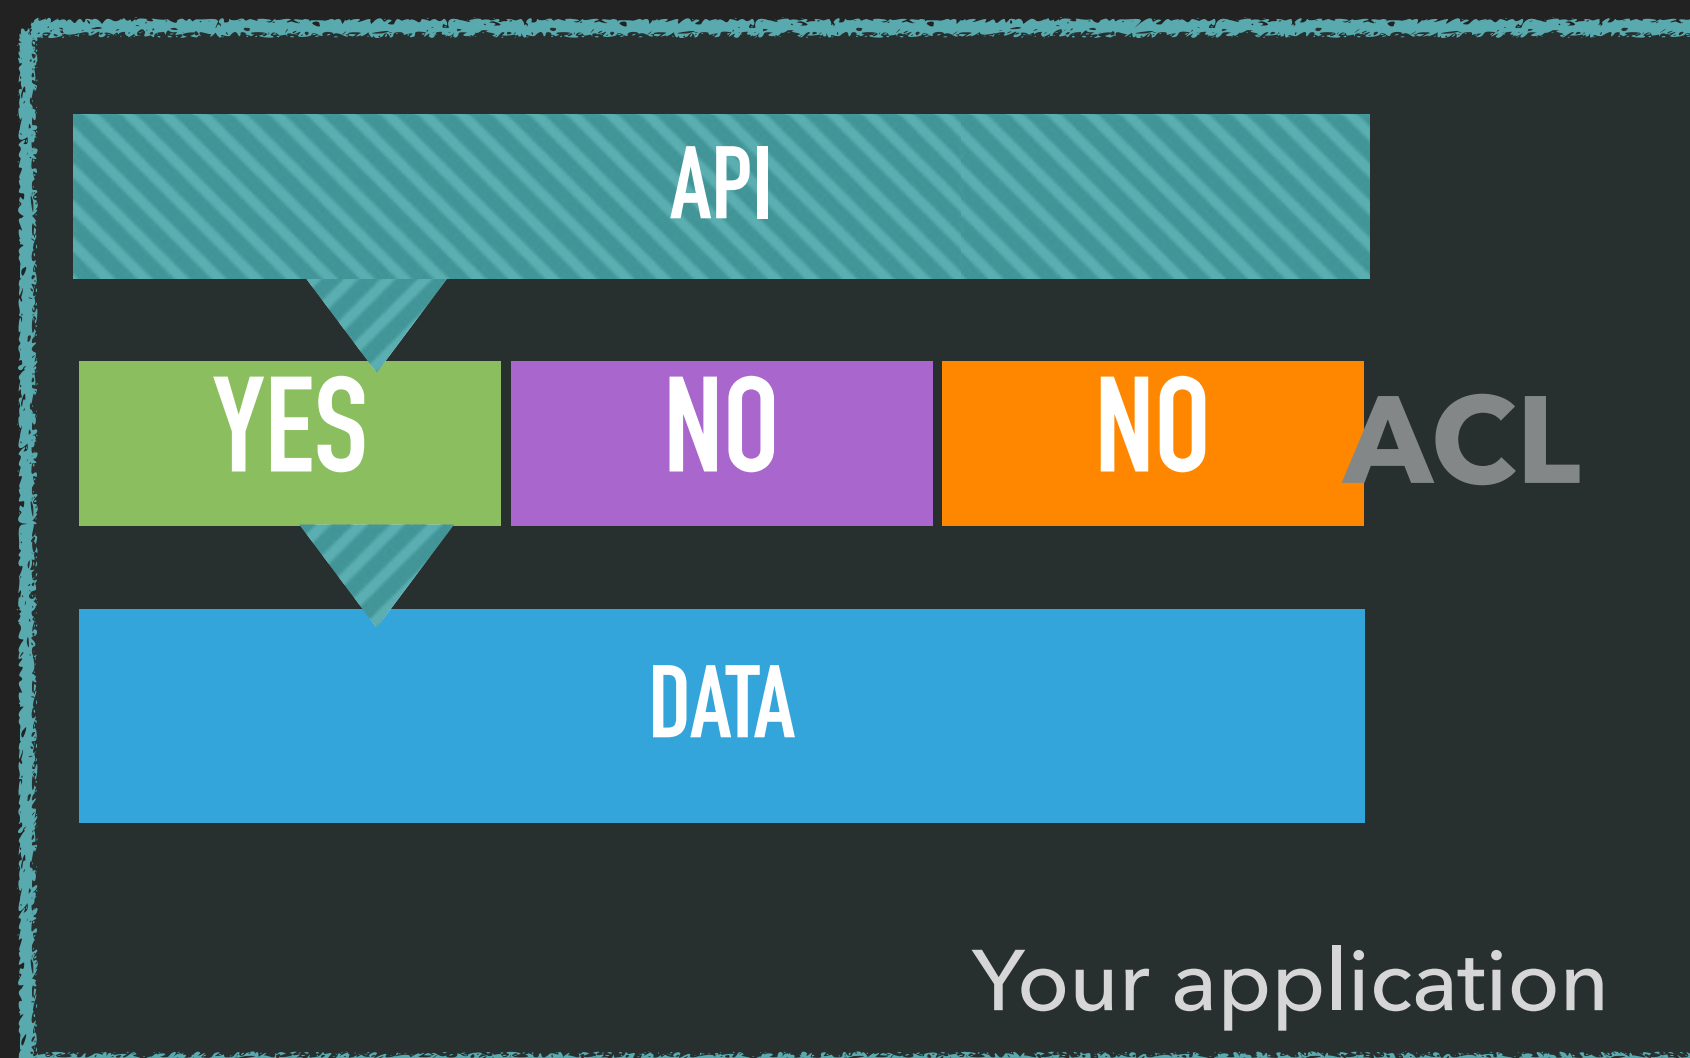 API
YES
NO
NO
ACL
DATA
Your application